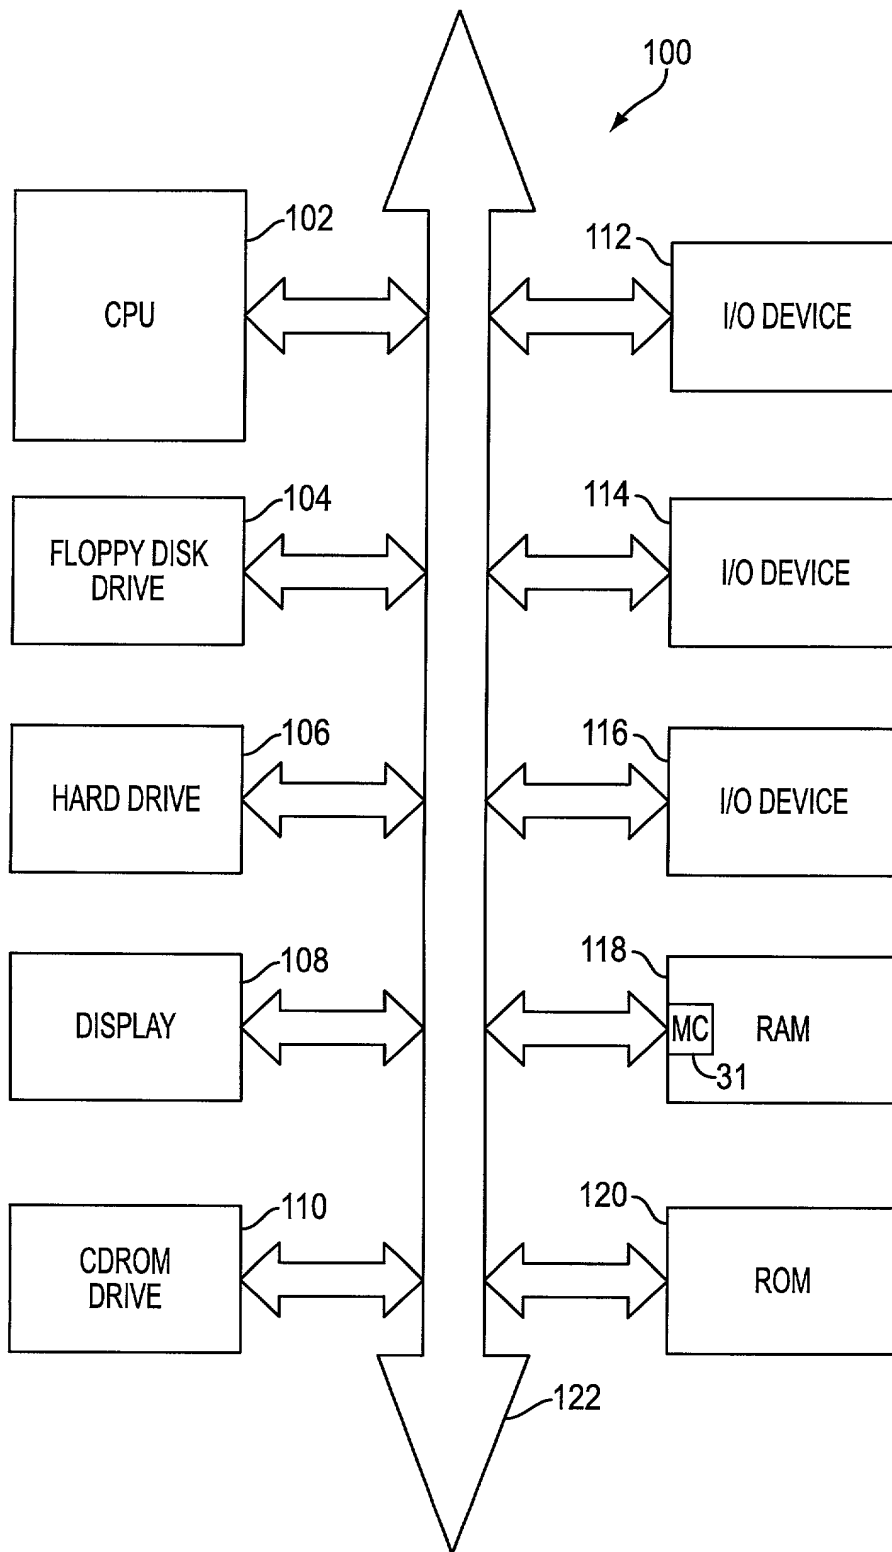 100
102
CPU
112
I/O DEVICE
104
FLOPPY DISK
DRIVE
114
I/O DEVICE
106
HARD DRIVE
116
I/O DEVICE
108
DISPLAY
118
MC
RAM
31
110
CDROM
DRIVE
120
ROM
122